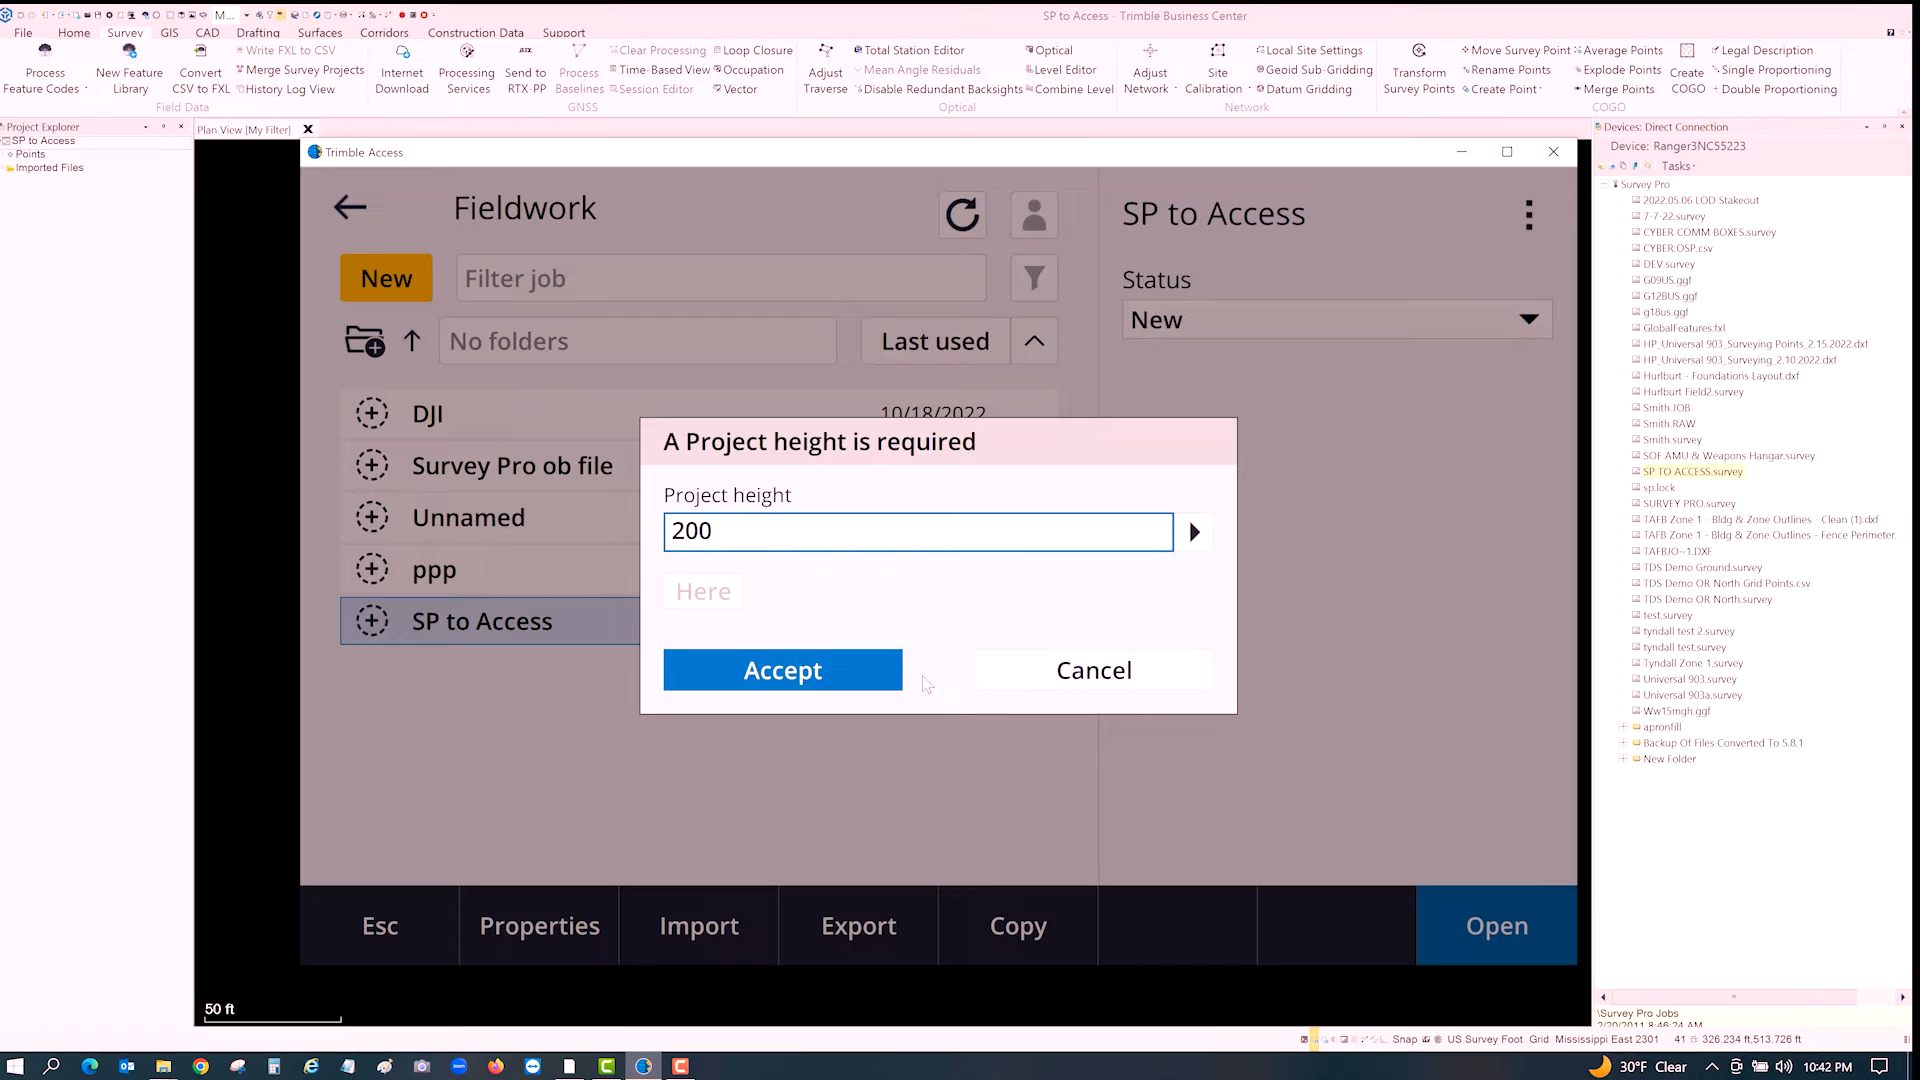 M...
SP to Access - Trimble Business Center
File Home Survey GIS CAD Drafting Surfaces Corridors Construction Data Support
Process Feature Codes
New Feature Library
Convert CSV to FXL
Write FXL to CSV
Merge Survey Projects
History Log View
Field Data
Internet Download
Processing Services
RTX
Send to RTX-PP
Process Baselines
Clear Processing
Time-Based View
Session Editor
Loop Closure
Occupation
Vector
GNSS
Adjust Traverse
Total Station Editor
Mean Angle Residuals
Disable Redundant Backsights
Optical
Level Editor
Combine Level
Optical
Adjust Network
Site Calibration
Local Site Settings
Geoid Sub-Gridding
Datum Gridding
Network
Transform Survey Points
Move Survey Point
Rename Points
Create Point
Average Points
Explode Points
Merge Points
Create COGO
Legal Description
Single Proportioning
Double Proportioning
COGO
Project Explorer
SP to Access
Points
Imported Files
Plan View [My Filter]
Trimble Access
Fieldwork
New
Filter job
No folders
Last used
DJI 10/18/2022
Survey Pro ob file
Unnamed
ppp
SP to Access
SP to Access
Status
New
A Project height is required
Project height
200
Here
Accept Cancel
Esc Properties Import Export Copy Open
50 ft
Devices: Direct Connection
Device: Ranger3NC55223
Tasks
Survey Pro
2022.05.06 LOD Stakeout
7-7-22.survey
CYBER COMM BOXES.survey
CYBER.OSP.csv
DEV.survey
G09US.ggf
G12BUS.ggf
g18us.ggf
GlobalFeatures.fxl
HP_Universal 903_Surveying Points_2.15.2022.dxf
HP_Universal 903_Surveying_2.10.2022.dxf
Hurlburt - Foundations Layout.dxf
Hurlburt Field2.survey
Smith.JOB
Smith.RAW
Smith.survey
SOF AMU & Weapons Hangar.survey
SP TO ACCESS.survey
sp.lock
SURVEY PRO.survey
TAFB Zone 1 - Bldg & Zone Outlines - Clean (1).dxf
TAFB Zone 1 - Bldg & Zone Outlines - Fence Perimeter.
TAFBJO~1.DXF
TDS Demo Ground.survey
TDS Demo OR North Grid Points.csv
TDS Demo OR North.survey
test.survey
tyndall test 2.survey
tyndall test.survey
Tyndall Zone 1.survey
Universal 903.survey
Universal 903a.survey
Ww15mgh.ggf
apronfill
Backup Of Files Converted To 5.8.1
New Folder
\Survey Pro Jobs
2/20/2011 8:46:24 AM
Snap US Survey Foot Grid Mississippi East 2301 41 326.234 ft,513.726 ft
30°F Clear 10:42 PM